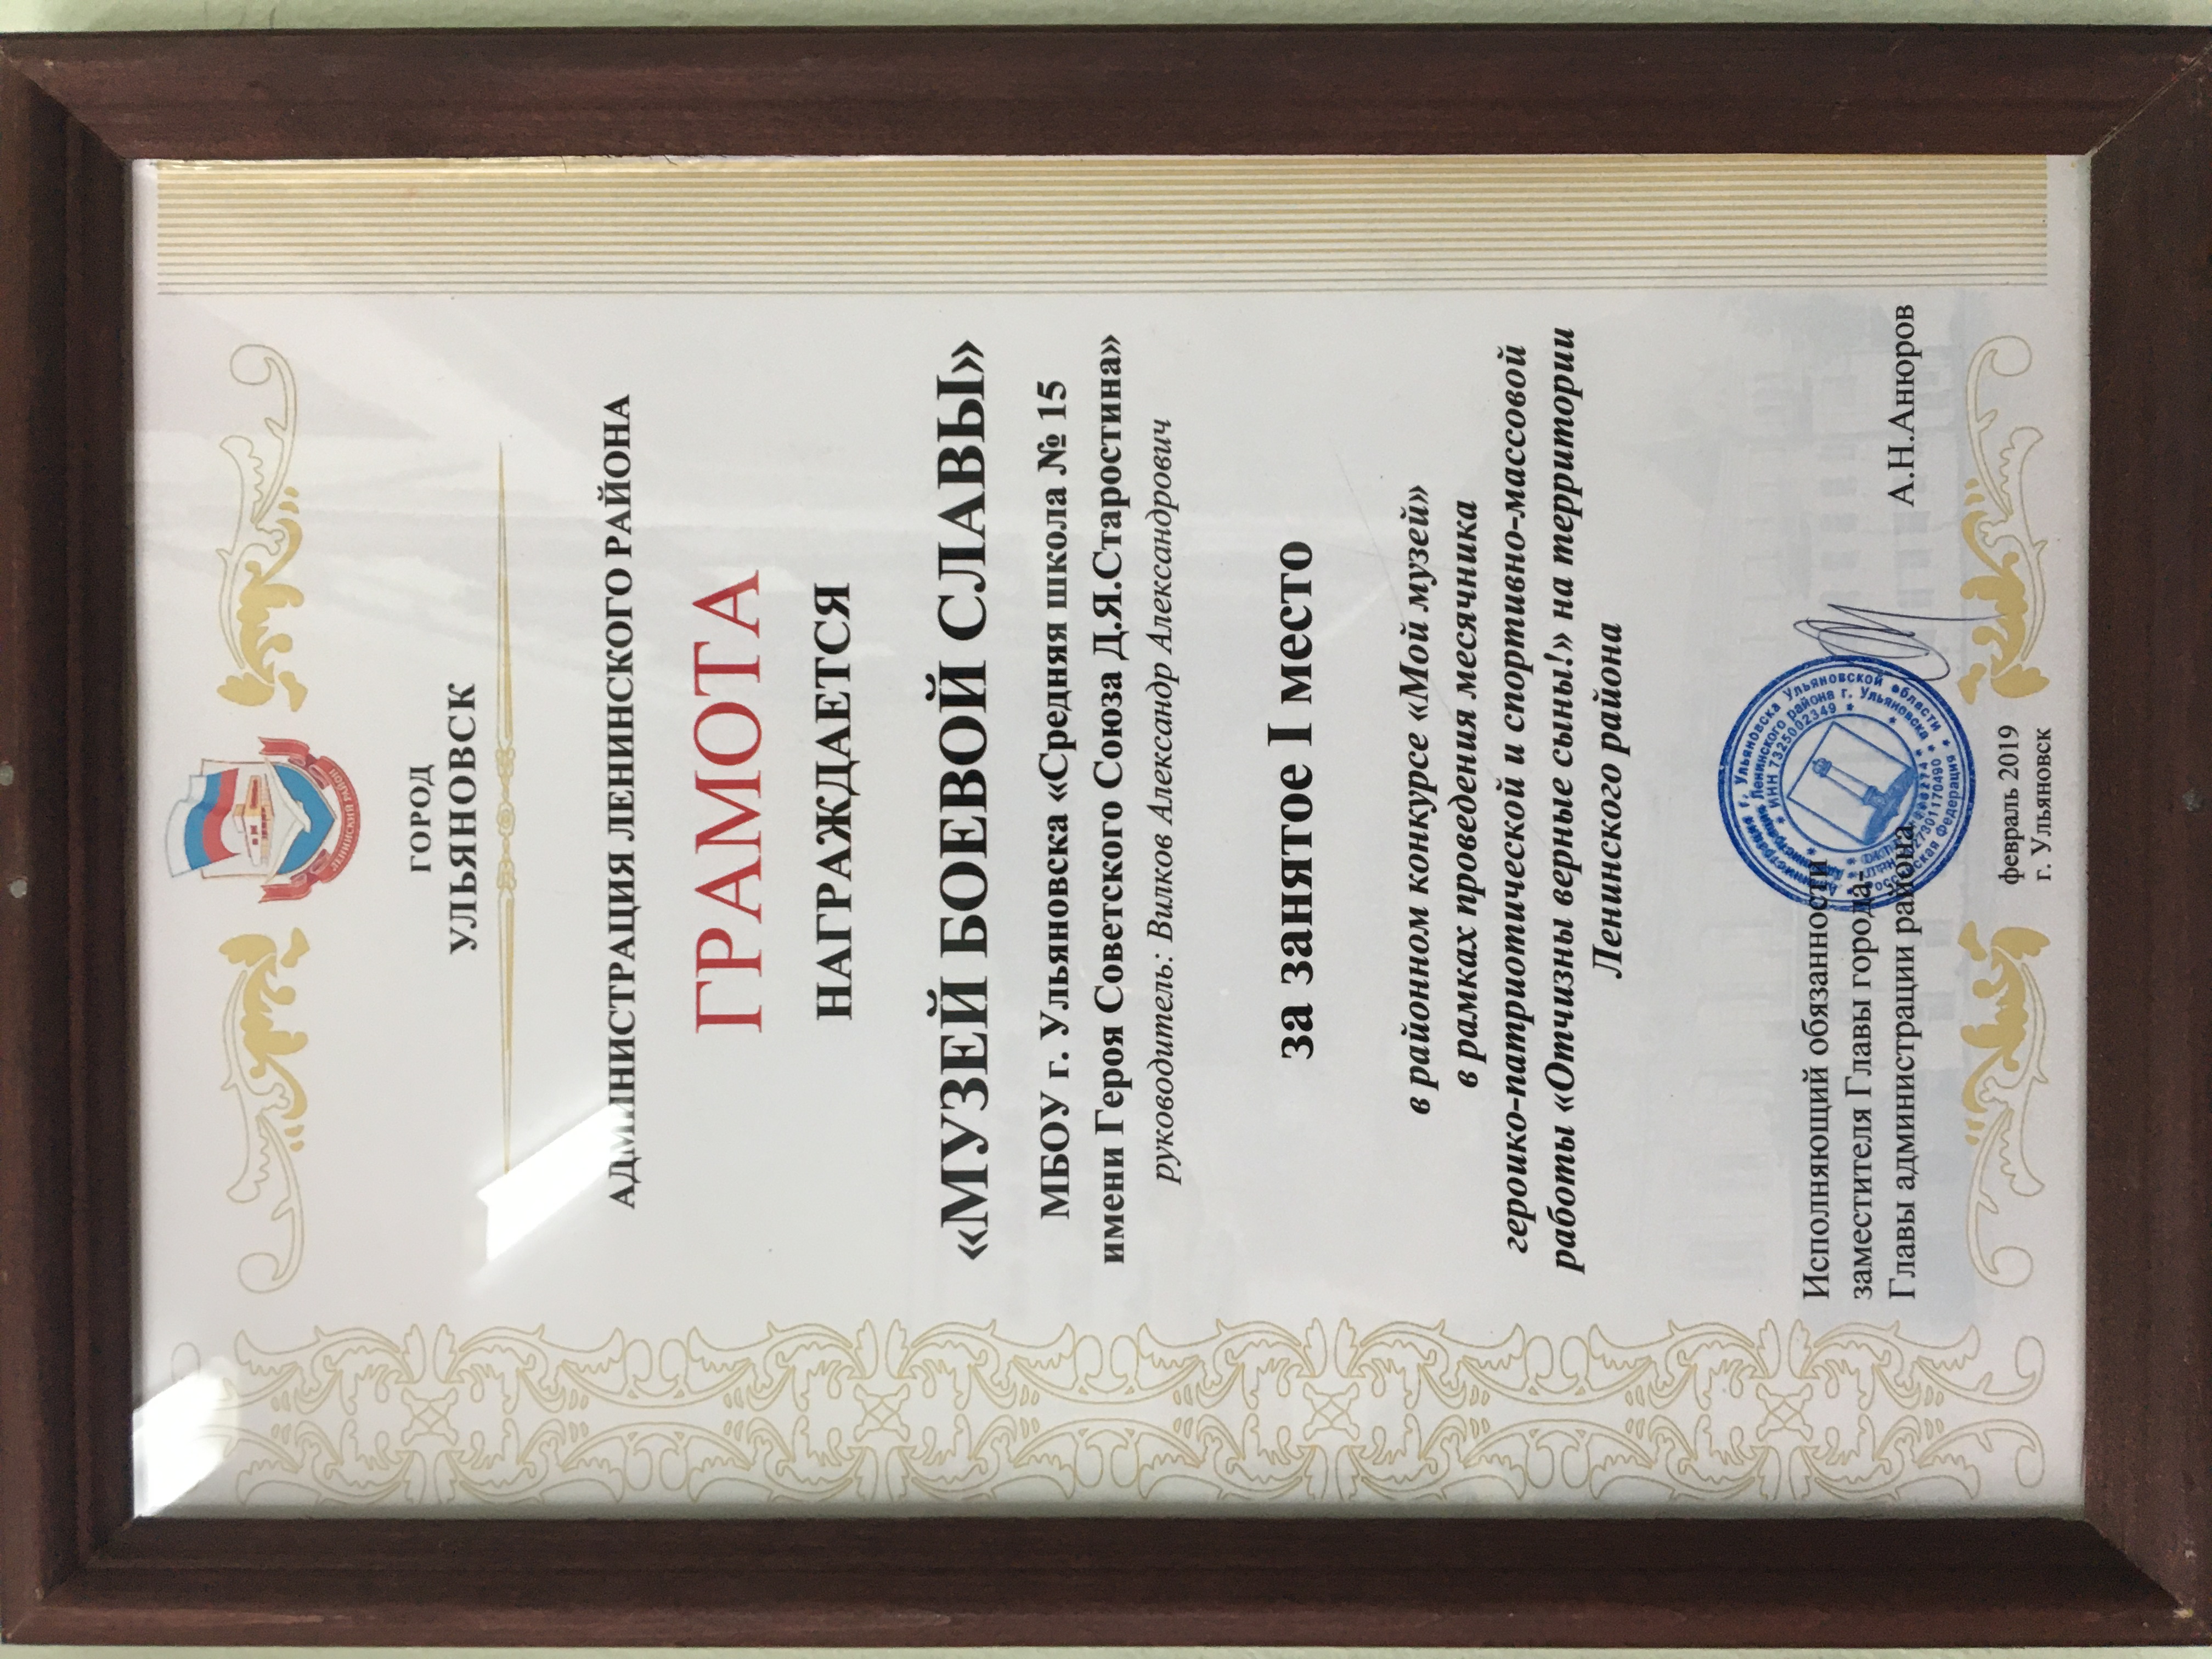 ЛЕНИНСКИЙ РАЙОН
ГОРОД
УЛЬЯНОВСК
АДМИНИСТРАЦИЯ ЛЕНИНСКОГО РАЙОНА
ГРАМОТА
НАГРАЖДАЕТСЯ
«МУЗЕЙ БОЕВОЙ СЛАВЫ»
МБОУ г. Ульяновска «Средняя школа № 15
имени Героя Советского Союза Д.Я.Старостина»
руководитель: Вилков Александр Александрович
за занятое I место
в районном конкурсе «Мой музей»
в рамках проведения месячника
героико-патриотической и спортивно-массовой
работы «Отчизны верные сыны!» на территории
Ленинского района
Исполняющий обязанности
заместителя Главы города-
Главы администрации района
А.Н.Анюров
Администрация г. Ульяновска Ульяновской области * Российская Федерация *
Администрация Ленинского района г. Ульяновска
* ИНН 7325002349 *
февраль 2019
г. Ульяновск